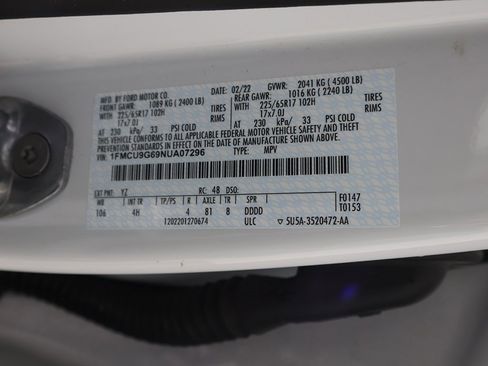 MFD. BY FORD MOTOR CO. 02/22 GVWR: 2041 KG (4500 LB)
FRONT GAWR: 1089 KG (2400 LB) REAR GAWR: 1016 KG (2240 LB)
WITH 225/65R17 102H TIRES WITH 225/65R17 102H TIRES
17x7.0J RIMS 17x7.0J RIMS
AT 230 kPa/ 33 PSI COLD AT 230 kPa/ 33 PSI COLD
THIS VEHICLE CONFORMS TO ALL APPLICABLE FEDERAL MOTOR VEHICLE SAFETY AND THEFT PREVENTION
STANDARDS IN EFFECT ON THE DATE OF MANUFACTURE SHOWN ABOVE.
VIN: 1FMCU9G69NUA07296 TYPE: MPV
EXT PNT: YZ RC: 48 DSO: F0147
WB INT TR TP/PS R AXLE TR SPR T0153
106 4H 4 81 8 DDDD
1202201270674 ULC 5U5A-3520472-AA